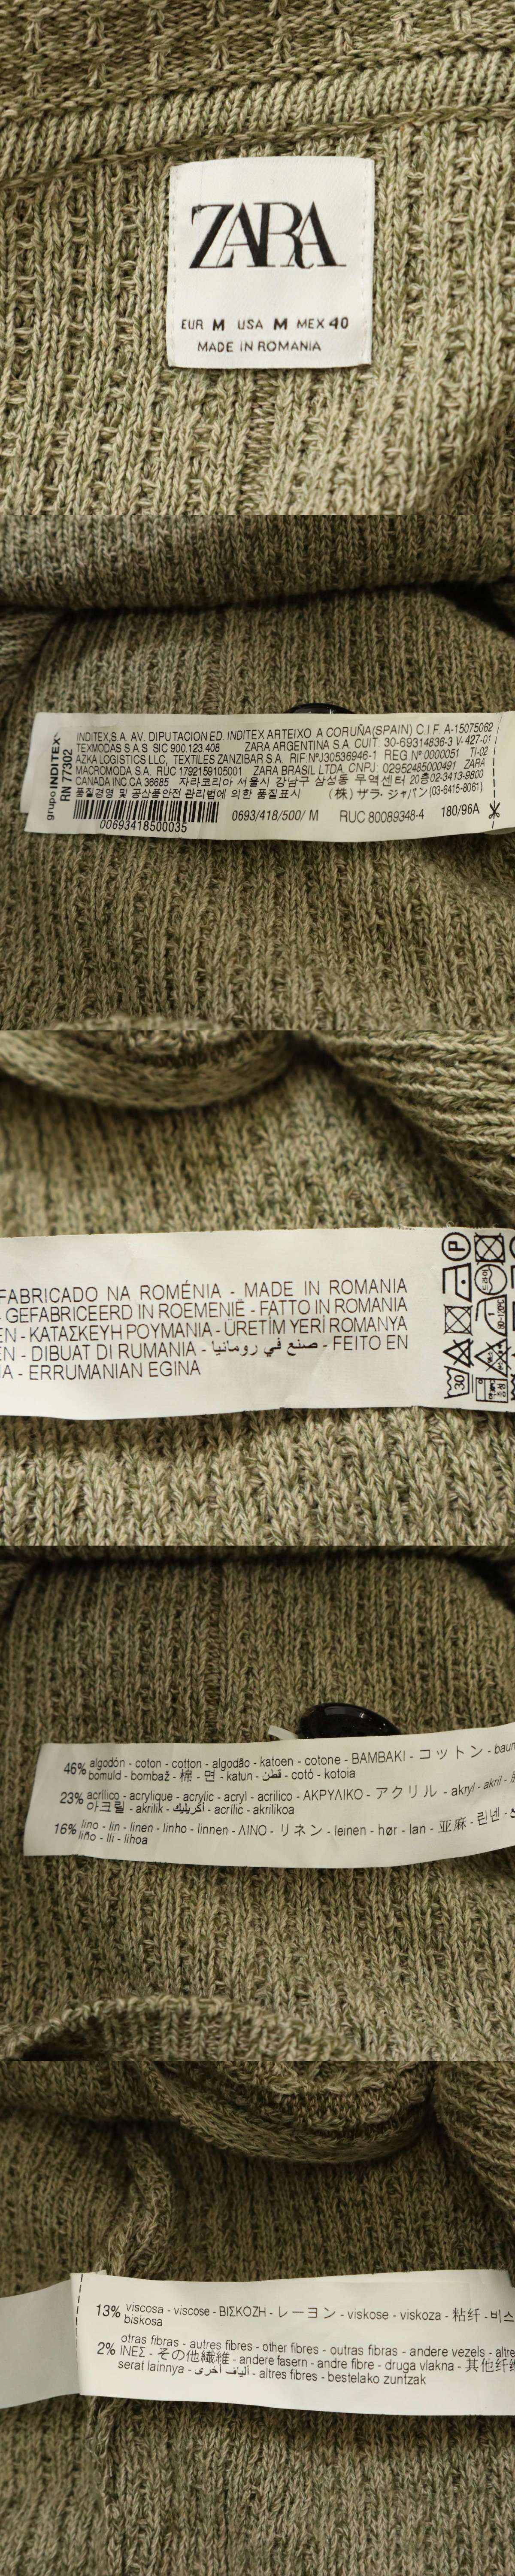 ZARA
EUR M USA M MEX 40
MADE IN ROMANIA
grupo INDITEX
RN 77302
INDITEX,S.A. AV. DIPUTACION ED. INDITEX ARTEIXO A CORUÑA(SPAIN) C.I.F. A-15075062
TEXMODAS S.A.S SIC 900.123.408 ZARA ARGENTINA S.A. CUIT. 30-69314836-3 V-427-01
AZKA LOGISTICS LLC, TEXTILES ZANZIBAR S.A. RIF Nº J305369946-1 REG Nº 0000051 TI-02
MACROMODA S.A. RUC 1792159105001 ZARA BRASIL LTDA. CNPJ. 02952485000491 ZARA
CANADA INC CA 36685 자라코리아 서울시 강남구 삼성동 무역센터 20층 02-3413-9800
품질경영 및 공산품안전 관리법에 의한 품질표시 (株) ザラ・ジャパン (03-6415-8061)
00693418500035 0693/418/500/ M RUC 80089348-4 180/96A
FABRICADO NA ROMÉNIA - MADE IN ROMANIA
- GEFABRICEERD IN ROEMENIË - FATTO IN ROMANIA
EN - ΚΑΤΑΣΚΕΥΗ ΡΟΥΜΑΝΙΑ - ÜRETİM YERİ ROMANYA
EN - DIBUAT DI RUMANIA - صنع في رومانيا - FEITO EN
IA - ERRUMANIAN EGINA
P
30
46% algodón - coton - cotton - algodão - katoen - cotone - ΒΑΜΒΑΚΙ - コットン - baum
bomuld - bombaž - 棉 - 면 - katun - قطن - cotó - kotoia
23% acrílico - acrylique - acrylic - acryl - acrilico - ΑΚΡΥΛΙΚΟ - アクリル - akryl - akril
아크릴 - akrilik - أكريليك - acrílic - akrilikoa
16% lino - lin - linen - linho - linnen - ΛΙΝΟ - リネン - leinen - hør - lan - 亚麻 - 린넨
liño - lli - lihoa
13% viscosa - viscose - ΒΙΣΚΟΖΗ - レーヨン - viskose - viskoza - 粘纤 - 비스
biskosa
2% otras fibras - autres fibres - other fibres - outras fibras - andere vezels - altre
ΙΝΕΣ - その他繊維 - andere fasern - andre fibre - druga vlakna - 其他纤维
serat lainnya - ألياف أخرى - altres fibres - bestelako zuntzak